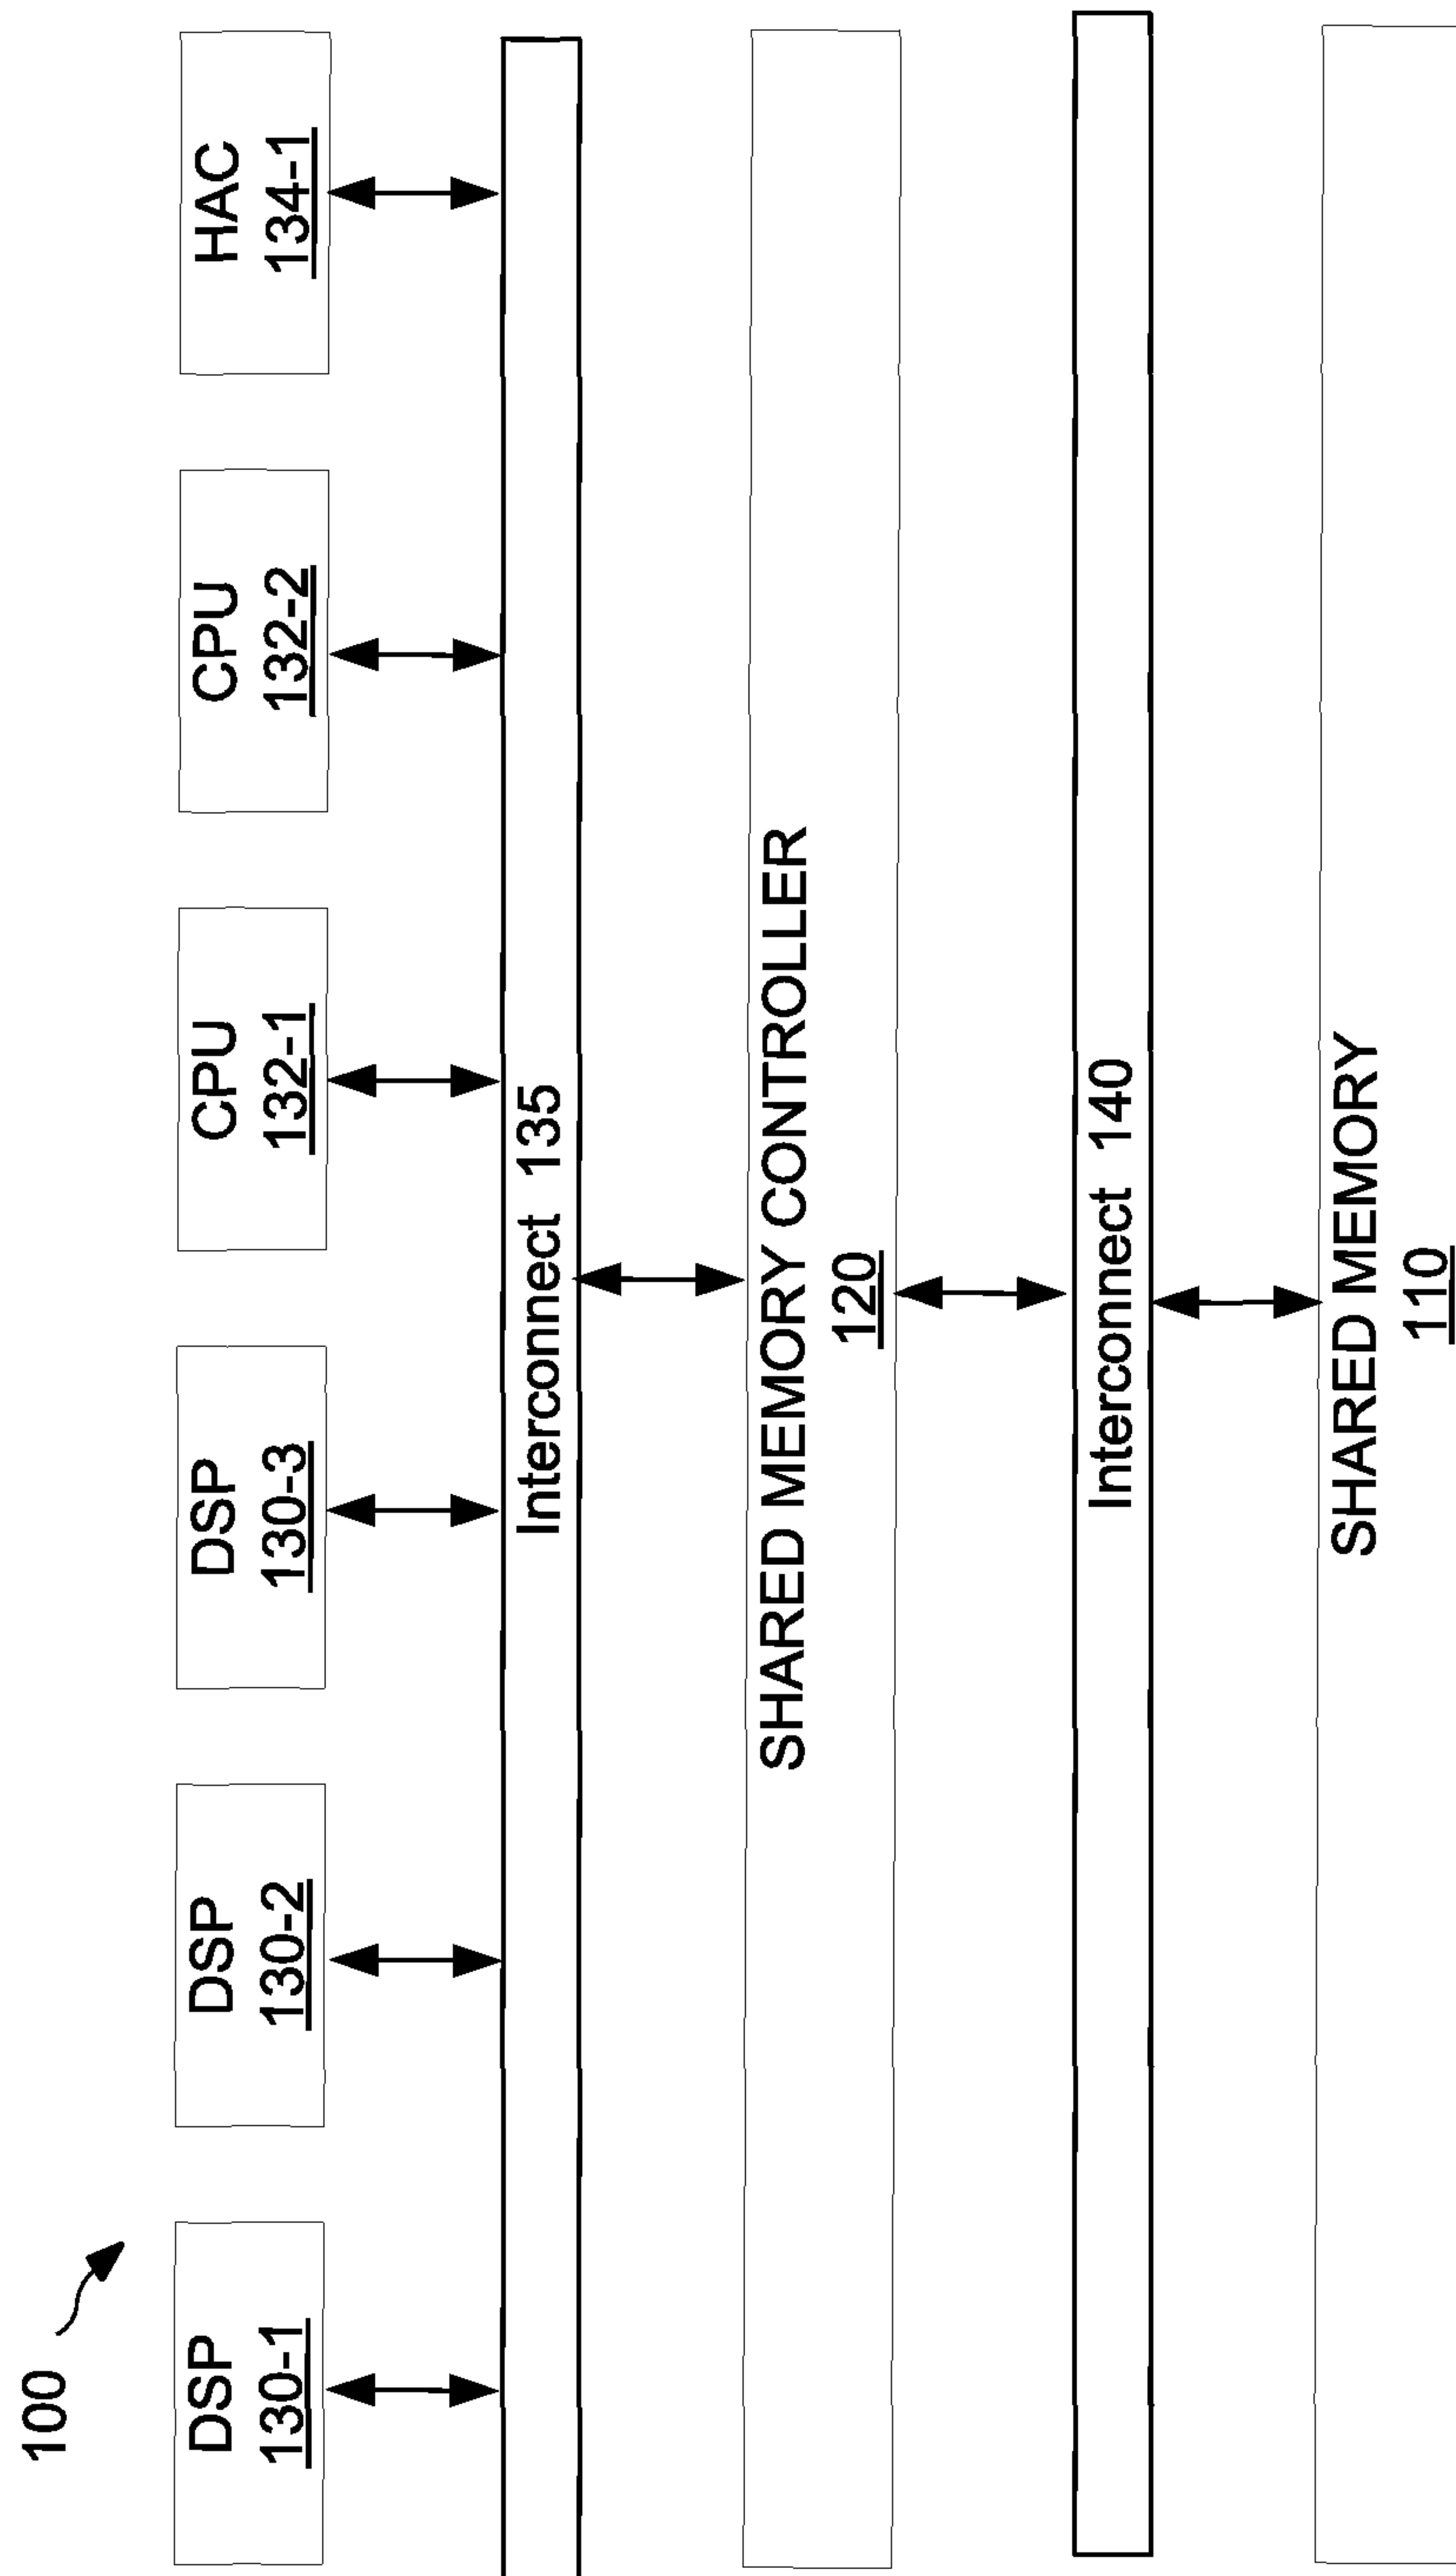 100
DSP
130-1
DSP
130-2
DSP
130-3
CPU
132-1
CPU
132-2
HAC
134-1
Interconnect 135
SHARED MEMORY CONTROLLER
120
Interconnect 140
SHARED MEMORY
110